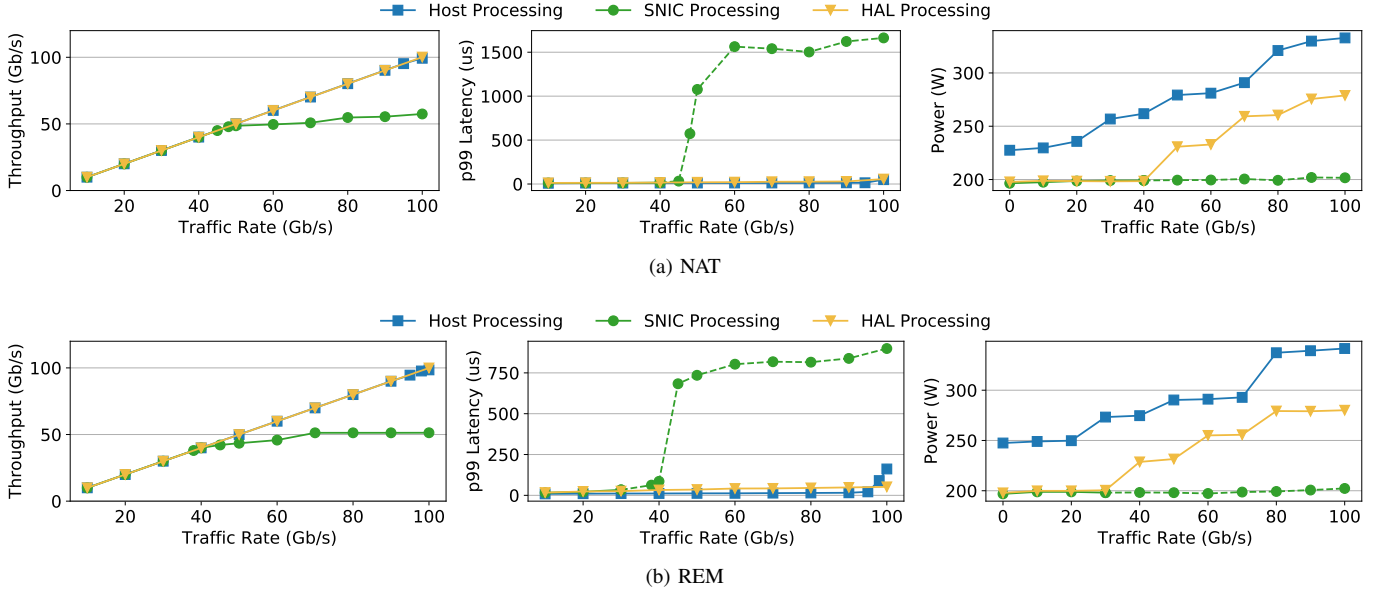 Host Processing SNIC Processing HAL Processing
Throughput (Gb/s)
100
50
0
20 40 60 80 100
Traffic Rate (Gb/s)
p99 Latency (us)
1500
1000
500
0
20 40 60 80 100
Traffic Rate (Gb/s)
Power (W)
300
250
200
0 20 40 60 80 100
Traffic Rate (Gb/s)
(a) NAT
Host Processing SNIC Processing HAL Processing
Throughput (Gb/s)
100
50
0
20 40 60 80 100
Traffic Rate (Gb/s)
p99 Latency (us)
750
500
250
0
20 40 60 80 100
Traffic Rate (Gb/s)
Power (W)
300
250
200
0 20 40 60 80 100
Traffic Rate (Gb/s)
(b) REM